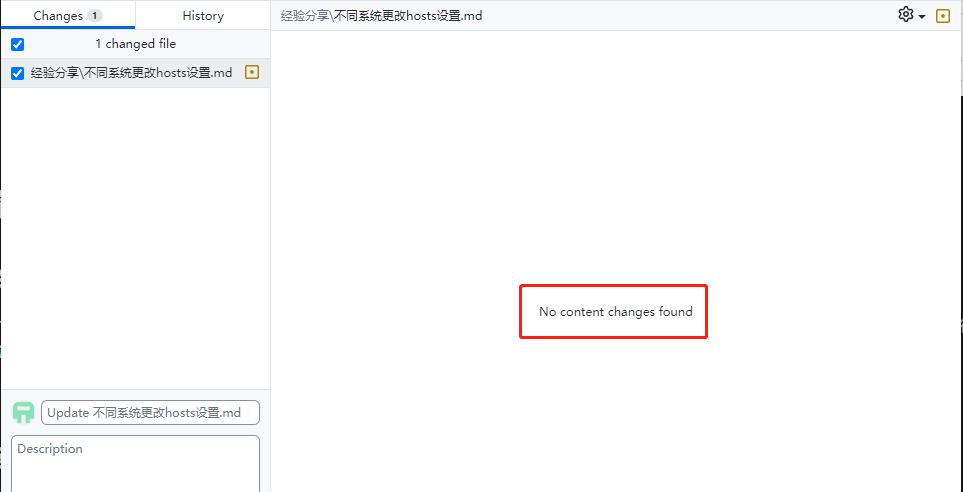 Changes 1
History
1 changed file
经验分享\不同系统更改hosts设置.md
Update 不同系统更改hosts设置.md
Description
经验分享\不同系统更改hosts设置.md
No content changes found